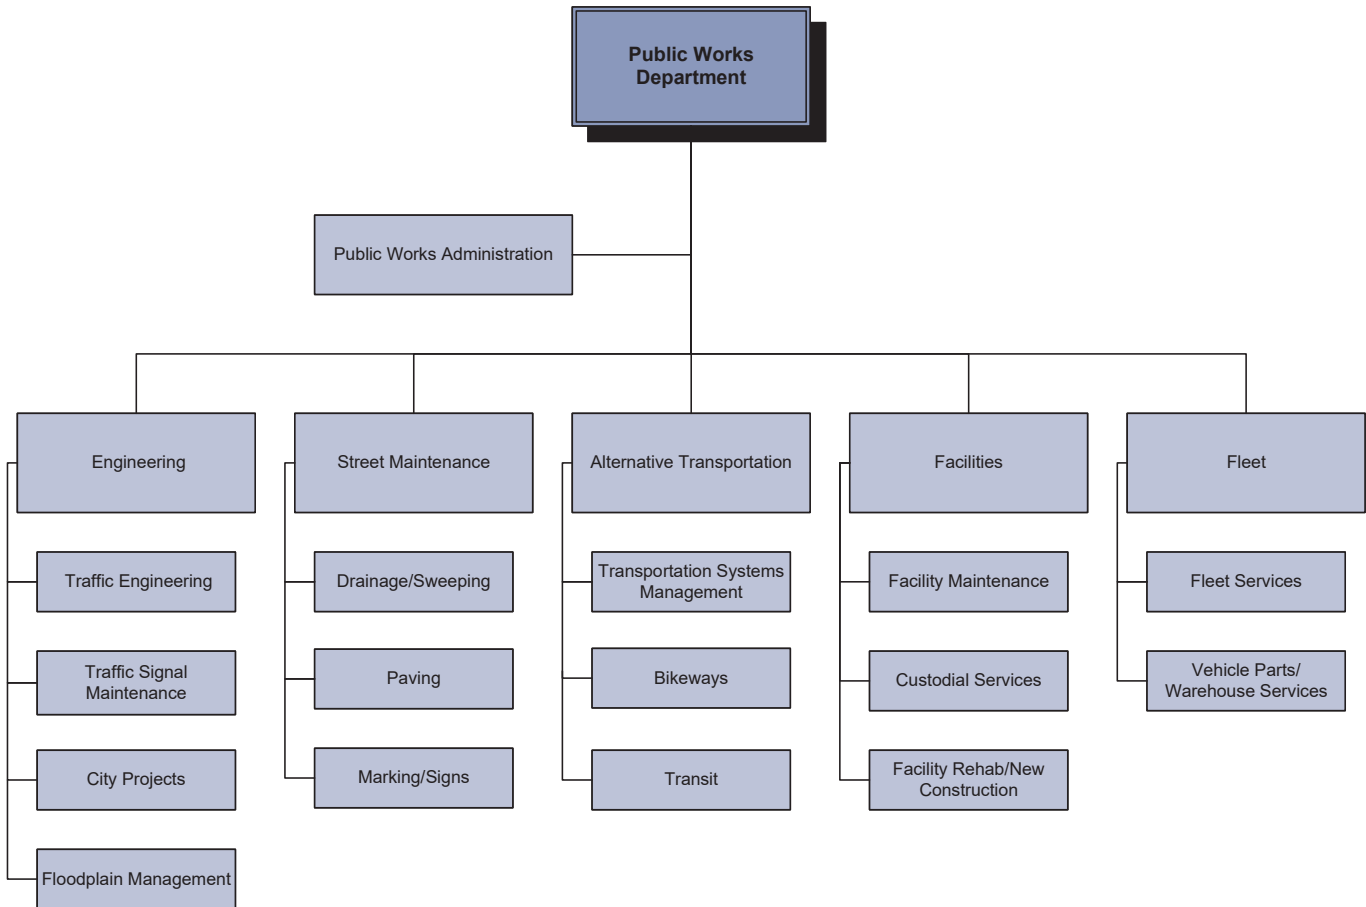 Public Works
Department
Public Works Administration
Engineering
Street Maintenance
Alternative Transportation
Facilities
Fleet
Traffic Engineering
Drainage/Sweeping
Transportation Systems
Management
Facility Maintenance
Fleet Services
Traffic Signal
Maintenance
Paving
Bikeways
Custodial Services
Vehicle Parts/
Warehouse Services
City Projects
Marking/Signs
Transit
Facility Rehab/New
Construction
Floodplain Management